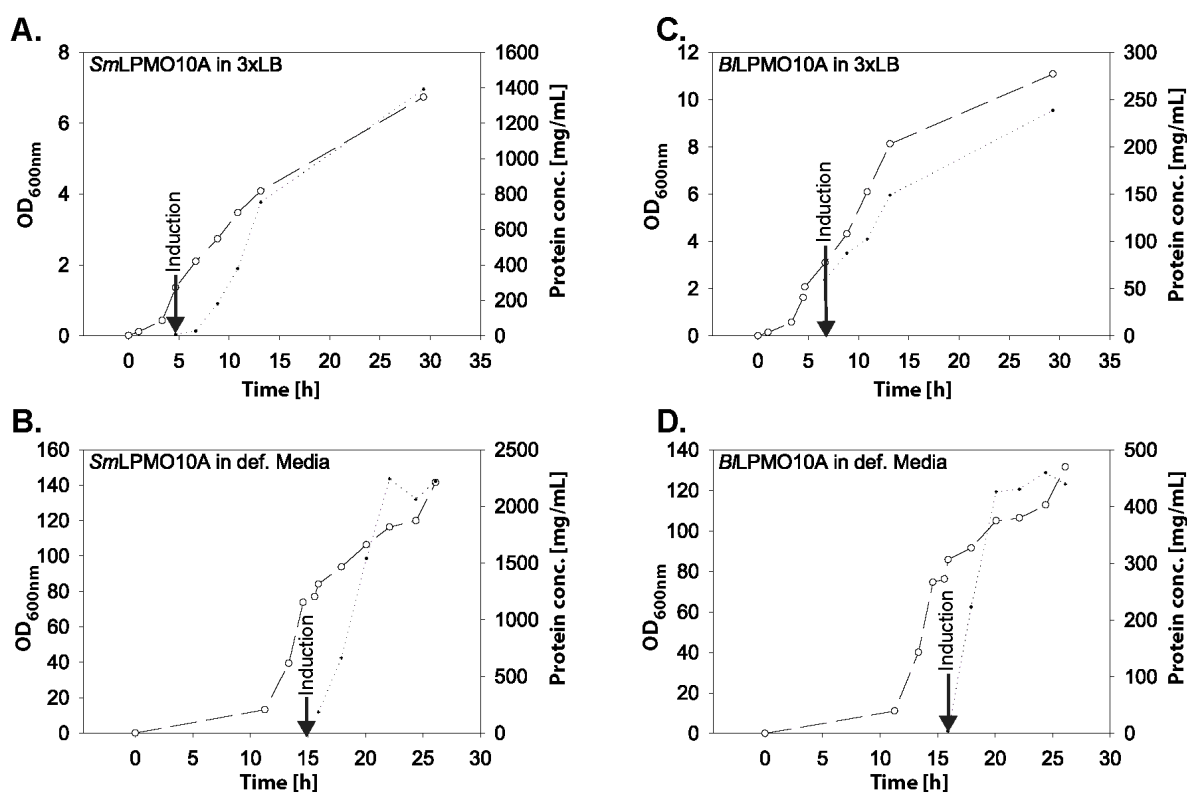 A.
SmLPMO10A in 3xLB
8
6
4
2
0
OD600nm
1600
1400
1200
1000
800
600
400
200
0
Protein conc. [mg/mL]
Induction
0 5 10 15 20 25 30 35
Time [h]
C.
BlLPMO10A in 3xLB
12
10
8
6
4
2
0
OD600nm
300
250
200
150
100
50
0
Protein conc. [mg/mL]
Induction
0 5 10 15 20 25 30 35
Time [h]
B.
SmLPMO10A in def. Media
160
140
120
100
80
60
40
20
0
OD600nm
2500
2000
1500
1000
500
0
Protein conc. [mg/mL]
Induction
0 5 10 15 20 25 30
Time [h]
D.
BlLPMO10A in def. Media
140
120
100
80
60
40
20
0
OD600nm
500
400
300
200
100
0
Protein conc. [mg/mL]
Induction
0 5 10 15 20 25 30
Time [h]